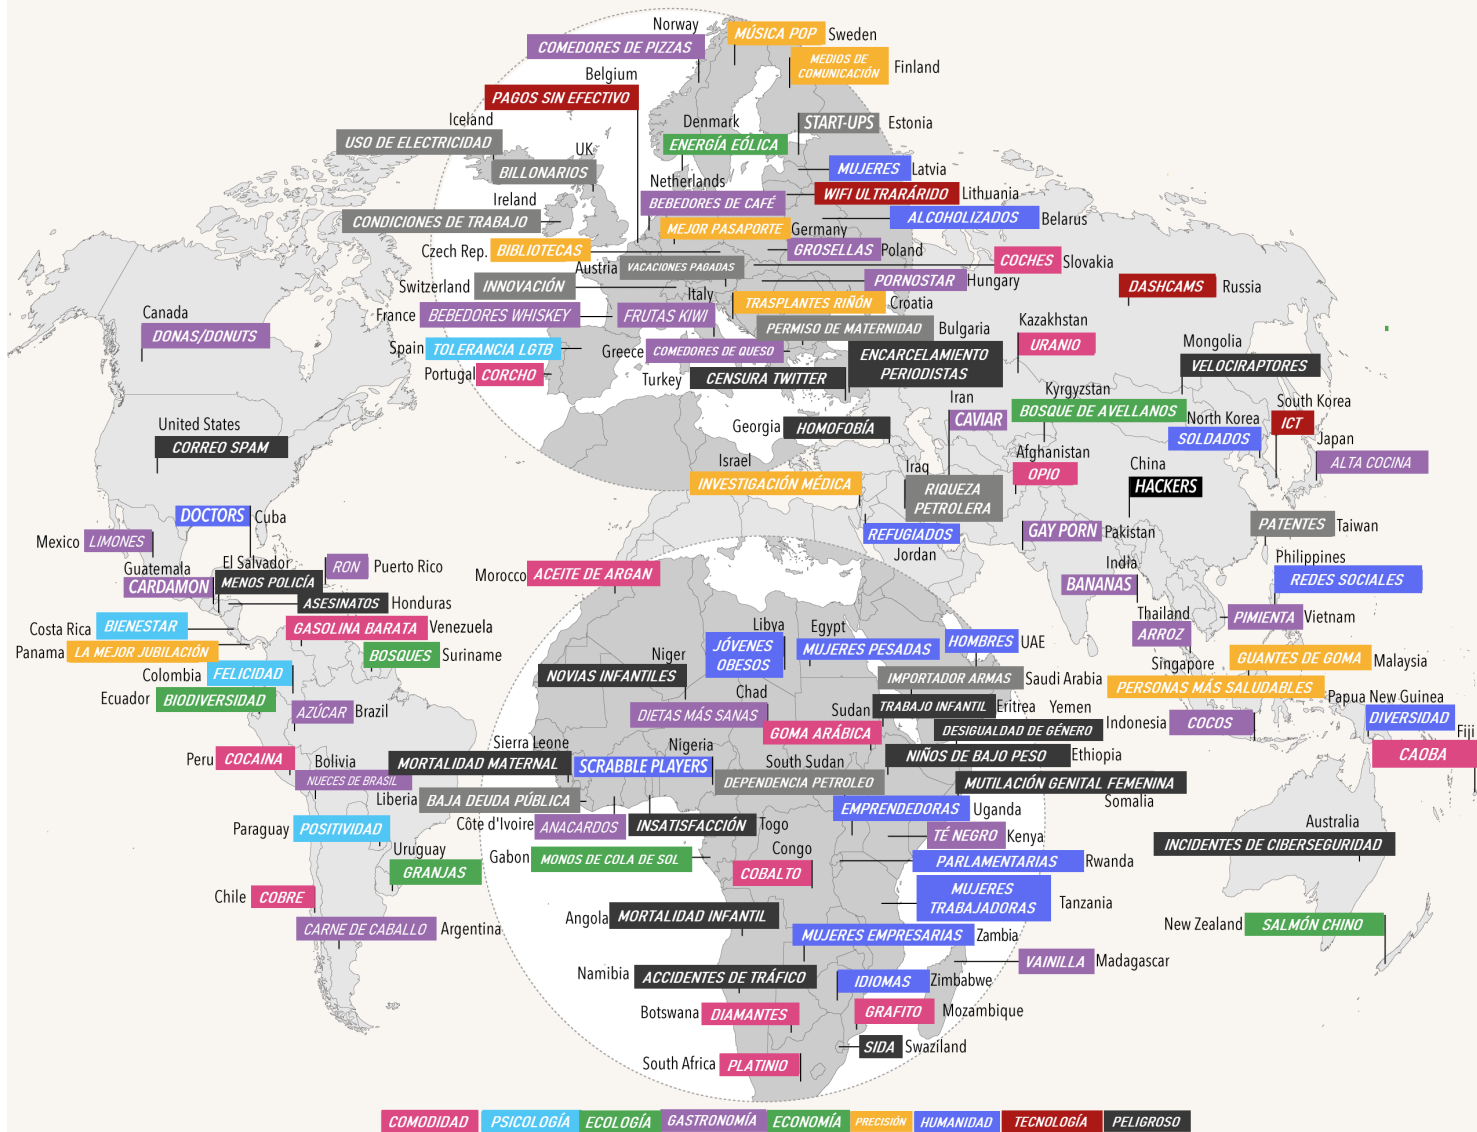 Norway
COMEDORES DE PIZZAS
MÚSICA POP
Sweden
MEDIOS DE
COMUNICACIÓN
Finland
Belgium
PAGOS SIN EFECTIVO
Iceland
USO DE ELECTRICIDAD
Denmark
ENERGÍA EÓLICA
START-UPS
Estonia
UK
BILLONARIOS
MUJERES
Latvia
Netherlands
BEBEDORES DE CAFÉ
WIFI ULTRARÁRIDO
Lithuania
Ireland
CONDICIONES DE TRABAJO
ALCOHOLIZADOS
Belarus
MEJOR PASAPORTE
Germany
Czech Rep.
BIBLIOTECAS
GROSELLAS
Poland
Austria
VACACIONES PAGADAS
COCHES
Slovakia
Switzerland
INNOVACIÓN
PORNOSTAR
Hungary
DASHCAMS
Russia
Italy
FRUTAS KIWI
TRASPLANTES RIÑÓN
Croatia
France
BEBEDORES WHISKEY
Canada
DONAS/DONUTS
PERMISO DE MATERNIDAD
Bulgaria
Kazakhstan
URANIO
Spain
TOLERANCIA LGTB
Greece
COMEDORES DE QUESO
ENCARCELAMIENTO
PERIODISTAS
Mongolia
VELOCIRAPTORES
Portugal
CORCHO
Turkey
CENSURA TWITTER
Kyrgyzstan
BOSQUE DE AVELLANOS
Iran
CAVIAR
South Korea
ICT
North Korea
SOLDADOS
United States
CORREO SPAM
Georgia
HOMOFOBÍA
Japan
ALTA COCINA
Israel
INVESTIGACIÓN MÉDICA
Iraq
RIQUEZA
PETROLERA
Afghanistan
OPIO
China
HACKERS
DOCTORS
Cuba
REFUGIADOS
Jordan
GAY PORN
Pakistan
PATENTES
Taiwan
Mexico
LIMONES
Guatemala
CARDAMON
El Salvador
MENOS POLICÍA
RON
Puerto Rico
Morocco
ACEITE DE ARGAN
India
BANANAS
Philippines
REDES SOCIALES
ASESINATOS
Honduras
Costa Rica
BIENESTAR
GASOLINA BARATA
Venezuela
Thailand
ARROZ
PIMIENTA
Vietnam
Panama
LA MEJOR JUBILACIÓN
BOSQUES
Suriname
Libya
JÓVENES
OBESOS
Egypt
MUJERES PESADAS
HOMBRES
UAE
Singapore
PERSONAS MÁS SALUDABLES
GUANTES DE GOMA
Malaysia
Colombia
FELICIDAD
Niger
NOVIAS INFANTILES
IMPORTADOR ARMAS
Saudi Arabia
Ecuador
BIODIVERSIDAD
Chad
DIETAS MÁS SANAS
TRABAJO INFANTIL
Eritrea
Yemen
DESIGUALDAD DE GÉNERO
Papua New Guinea
DIVERSIDAD
AZÚCAR
Brazil
Sudan
GOMA ARÁBICA
Indonesia
COCOS
Fiji
CAOBA
Peru
COCAINA
Sierra Leone
MORTALIDAD MATERNAL
Nigeria
SCRABBLE PLAYERS
NIÑOS DE BAJO PESO
Ethiopia
Bolivia
NUECES DE BRASIL
South Sudan
DEPENDENCIA PETROLEO
MUTILACIÓN GENITAL FEMENINA
Somalia
Liberia
BAJA DEUDA PÚBLICA
EMPRENDEDORAS
Uganda
Paraguay
POSITIVIDAD
Côte d'Ivoire
ANACARDOS
INSATISFACCIÓN
Togo
TÉ NEGRO
Kenya
Australia
INCIDENTES DE CIBERSEGURIDAD
Uruguay
GRANJAS
Gabon
MONOS DE COLA DE SOL
Congo
COBALTO
PARLAMENTARIAS
Rwanda
Chile
COBRE
MUJERES
TRABAJADORAS
Tanzania
Angola
MORTALIDAD INFANTIL
CARNE DE CABALLO
Argentina
MUJERES EMPRESARIAS
Zambia
New Zealand
SALMÓN CHINO
VAINILLA
Madagascar
Namibia
ACCIDENTES DE TRÁFICO
IDIOMAS
Zimbabwe
Botswana
DIAMANTES
GRAFITO
Mozambique
SIDA
Swaziland
South Africa
PLATINIO
COMODIDAD
PSICOLOGÍA
ECOLOGÍA
GASTRONOMÍA
ECONOMÍA
PRECISIÓN
HUMANIDAD
TECNOLOGÍA
PELIGROSO